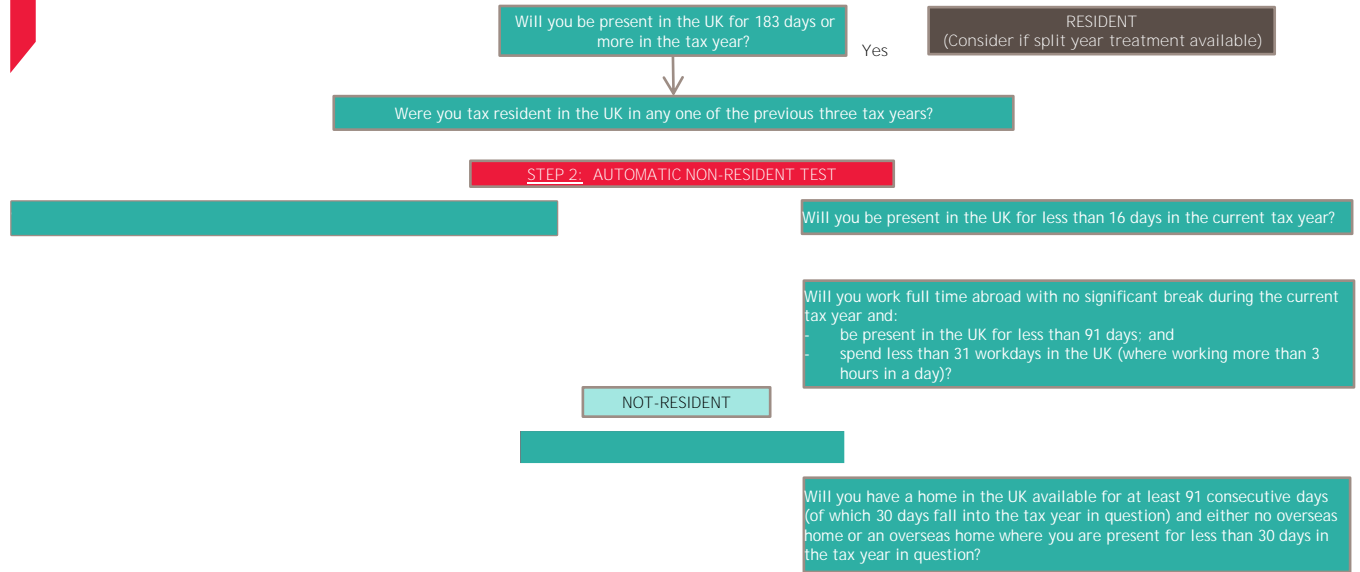 Will you be present in the UK for 183 days or
more in the tax year?
Yes
RESIDENT
(Consider if split year treatment available)
Were you tax resident in the UK in any one of the previous three tax years?
STEP 2: AUTOMATIC NON-RESIDENT TEST
Will you be present in the UK for less than 16 days in the current tax year?
Will you work full time abroad with no significant break during the current
tax year and:
- be present in the UK for less than 91 days; and
- spend less than 31 workdays in the UK (where working more than 3
hours in a day)?
NOT-RESIDENT
Will you have a home in the UK available for at least 91 consecutive days
(of which 30 days fall into the tax year in question) and either no overseas
home or an overseas home where you are present for less than 30 days in
the tax year in question?